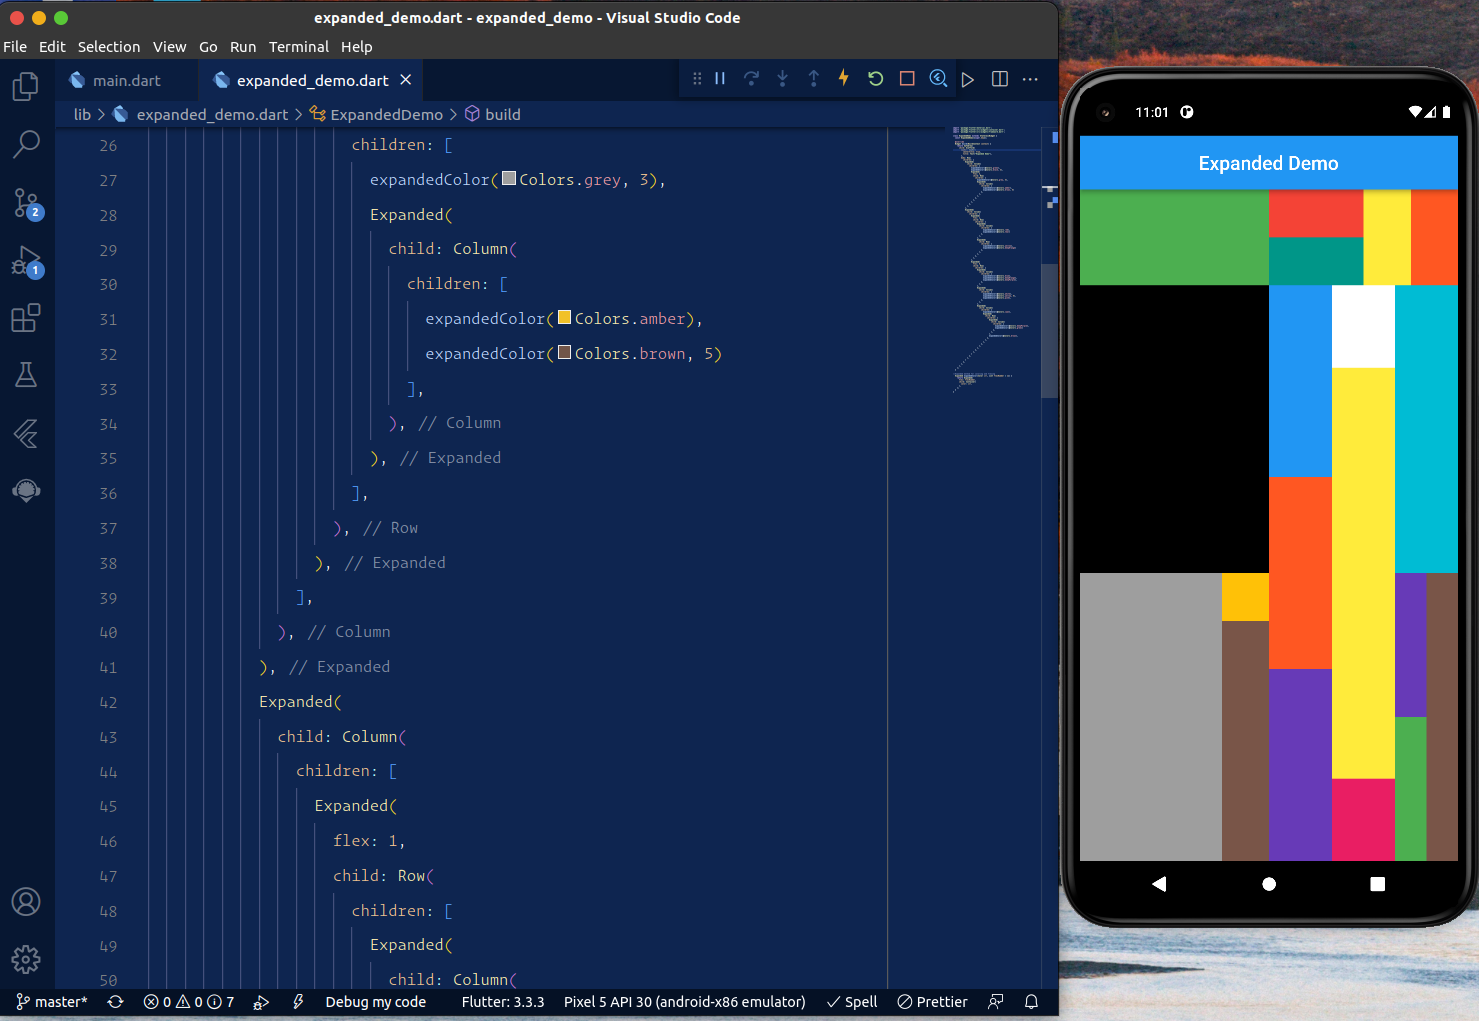 expanded_demo.dart - expanded_demo - Visual Studio Code
File Edit Selection View Go Run Terminal Help
main.dart
expanded_demo.dart
lib > expanded_demo.dart > ExpandedDemo > build
26 children: [
27 expandedColor(Colors.grey, 3),
28 Expanded(
29 child: Column(
30 children: [
31 expandedColor(Colors.amber),
32 expandedColor(Colors.brown, 5)
33 ],
34 ), // Column
35 ), // Expanded
36 ],
37 ), // Row
38 ), // Expanded
39 ],
40 ), // Column
41 ), // Expanded
42 Expanded(
43 child: Column(
44 children: [
45 Expanded(
46 flex: 1,
47 child: Row(
48 children: [
49 Expanded(
50 child: Column(
2
1
master* 0 0 7 Debug my code Flutter: 3.3.3 Pixel 5 API 30 (android-x86 emulator) Spell Prettier
11:01
Expanded Demo